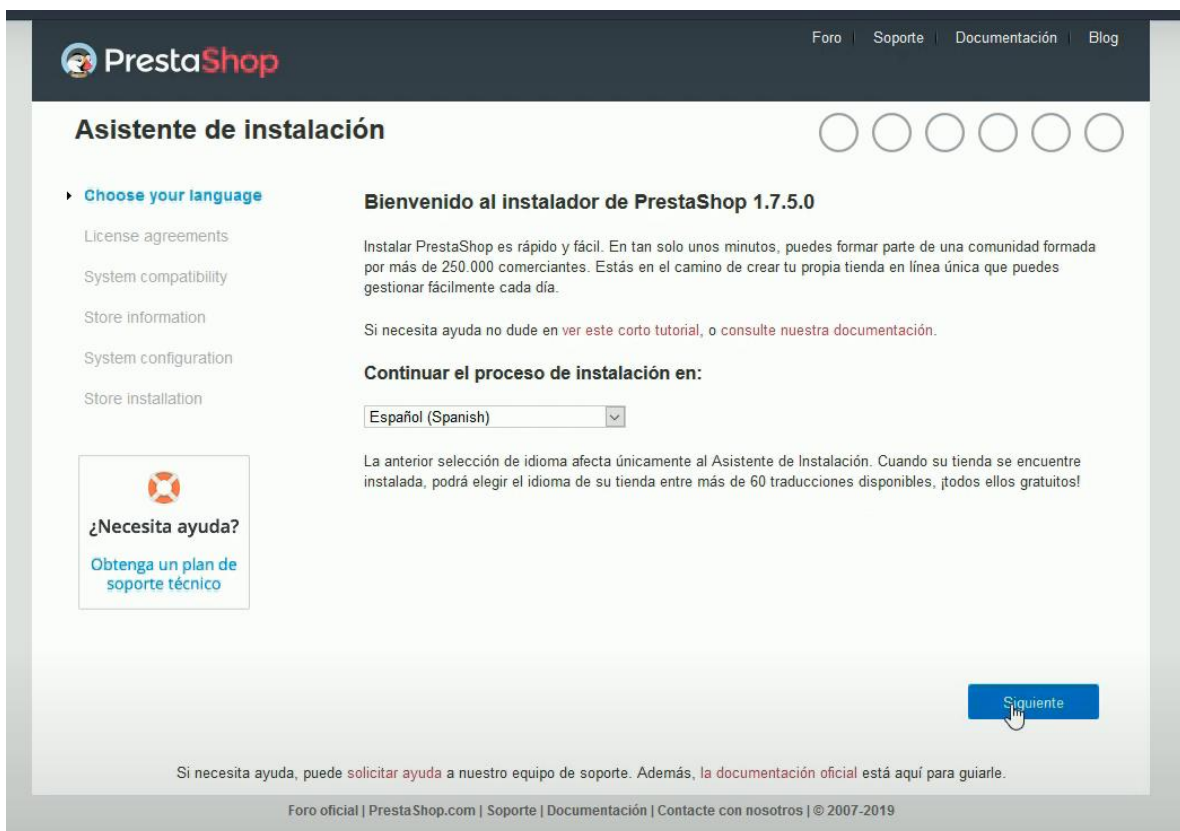 PrestaShop
Foro | Soporte | Documentación | Blog
Asistente de instalación
Choose your language
License agreements
System compatibility
Store information
System configuration
Store installation
¿Necesita ayuda?
Obtenga un plan de
soporte técnico
Bienvenido al instalador de PrestaShop 1.7.5.0
Instalar PrestaShop es rápido y fácil. En tan solo unos minutos, puedes formar parte de una comunidad formada
por más de 250.000 comerciantes. Estás en el camino de crear tu propia tienda en línea única que puedes
gestionar fácilmente cada día.
Si necesita ayuda no dude en ver este corto tutorial, o consulte nuestra documentación.
Continuar el proceso de instalación en:
Español (Spanish)
La anterior selección de idioma afecta únicamente al Asistente de Instalación. Cuando su tienda se encuentre
instalada, podrá elegir el idioma de su tienda entre más de 60 traducciones disponibles, ¡todos ellos gratuitos!
Siguiente
Si necesita ayuda, puede solicitar ayuda a nuestro equipo de soporte. Además, la documentación oficial está aquí para guiarle.
Foro oficial | PrestaShop.com | Soporte | Documentación | Contacte con nosotros | © 2007-2019